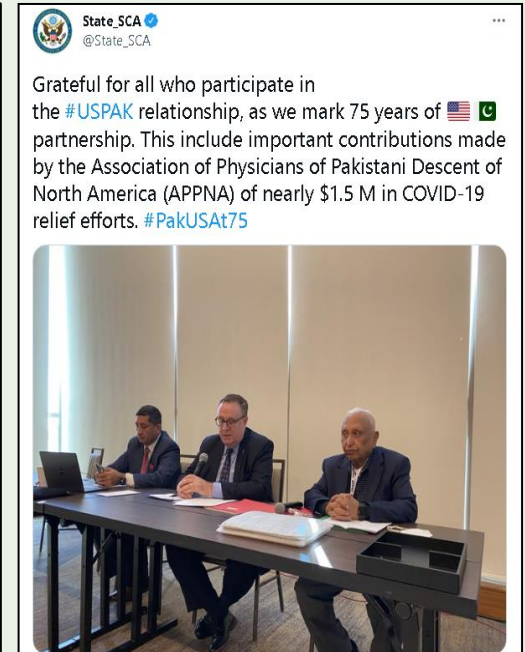 State_SCA
@State_SCA
Grateful for all who participate in
the #USPAK relationship, as we mark 75 years of 🇺🇸 🇵🇰
partnership. This include important contributions made
by the Association of Physicians of Pakistani Descent of
North America (APPNA) of nearly $1.5 M in COVID-19
relief efforts. #PakUSAt75